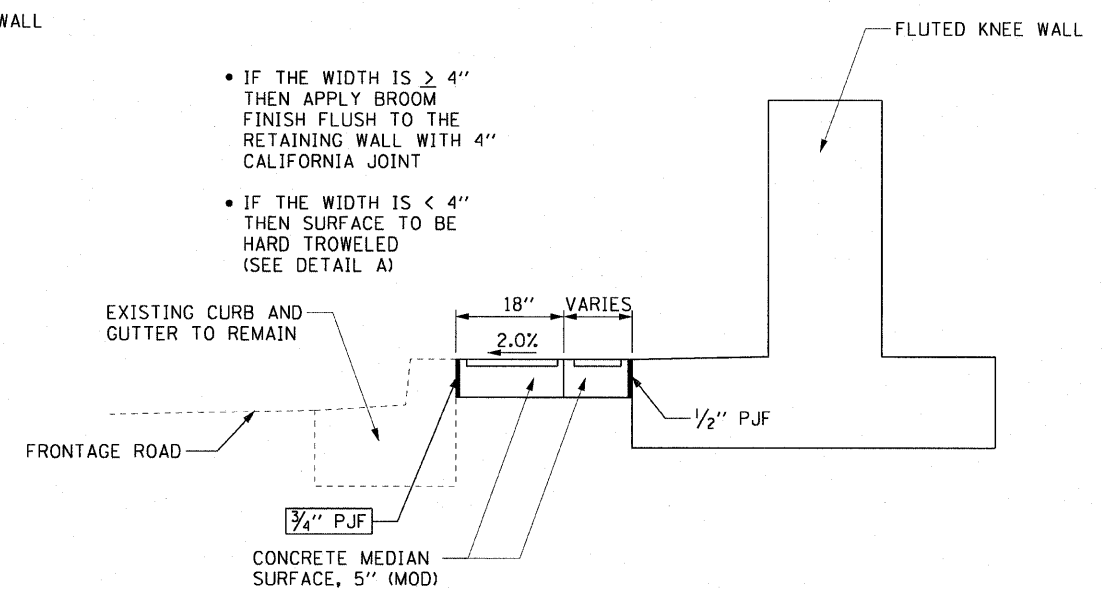 WALL
FLUTED KNEE WALL
• IF THE WIDTH IS ≥ 4"
THEN APPLY BROOM
FINISH FLUSH TO THE
RETAINING WALL WITH 4"
CALIFORNIA JOINT
• IF THE WIDTH IS < 4"
THEN SURFACE TO BE
HARD TROWELED
(SEE DETAIL A)
EXISTING CURB AND
GUTTER TO REMAIN
18"
VARIES
2.0%
1/2" PJF
FRONTAGE ROAD
3/4" PJF
CONCRETE MEDIAN
SURFACE, 5" (MOD)